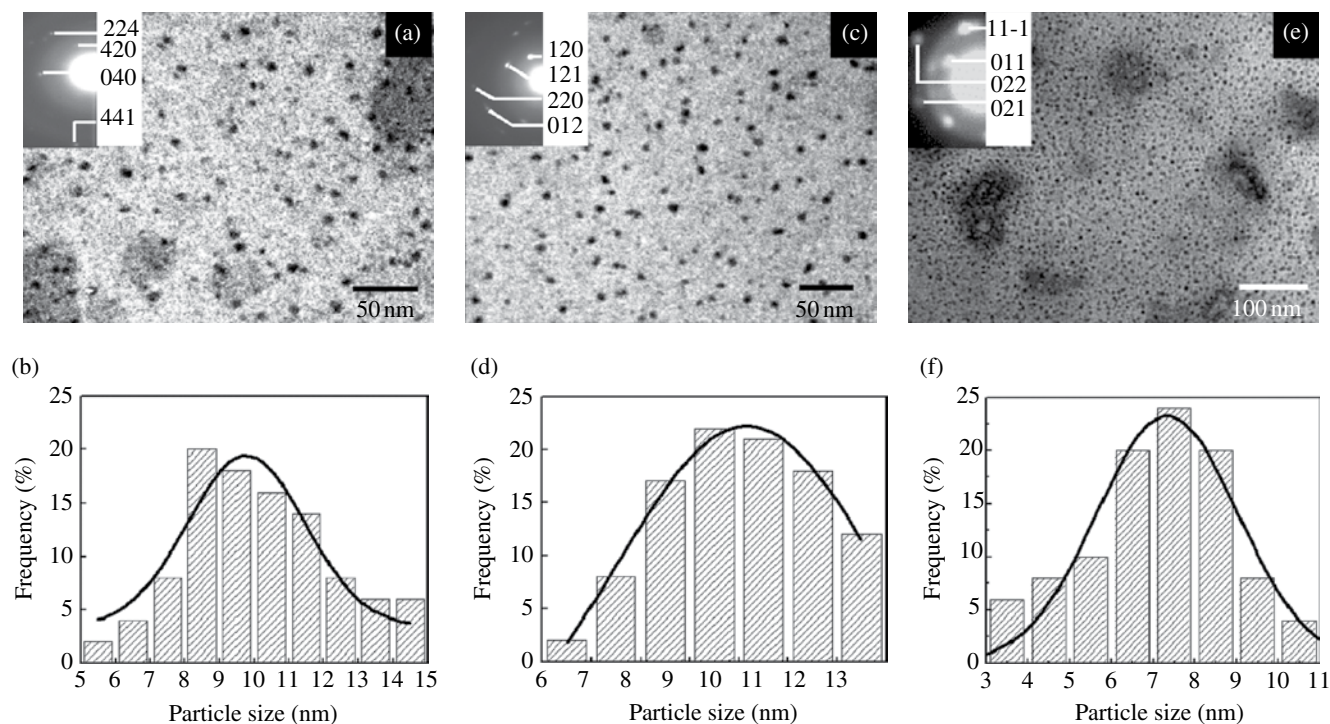 224
420
040
441
(a)
50 nm
120
121
220
012
(c)
50 nm
11-1
011
022
021
(e)
100 nm
(b)
25
20
15
10
5
0
Frequency (%)
5 6 7 8 9 10 11 12 13 14 15
Particle size (nm)
(d)
25
20
15
10
5
0
Frequency (%)
6 7 8 9 10 11 12 13
Particle size (nm)
(f)
25
20
15
10
5
0
Frequency (%)
3 4 5 6 7 8 9 10 11
Particle size (nm)